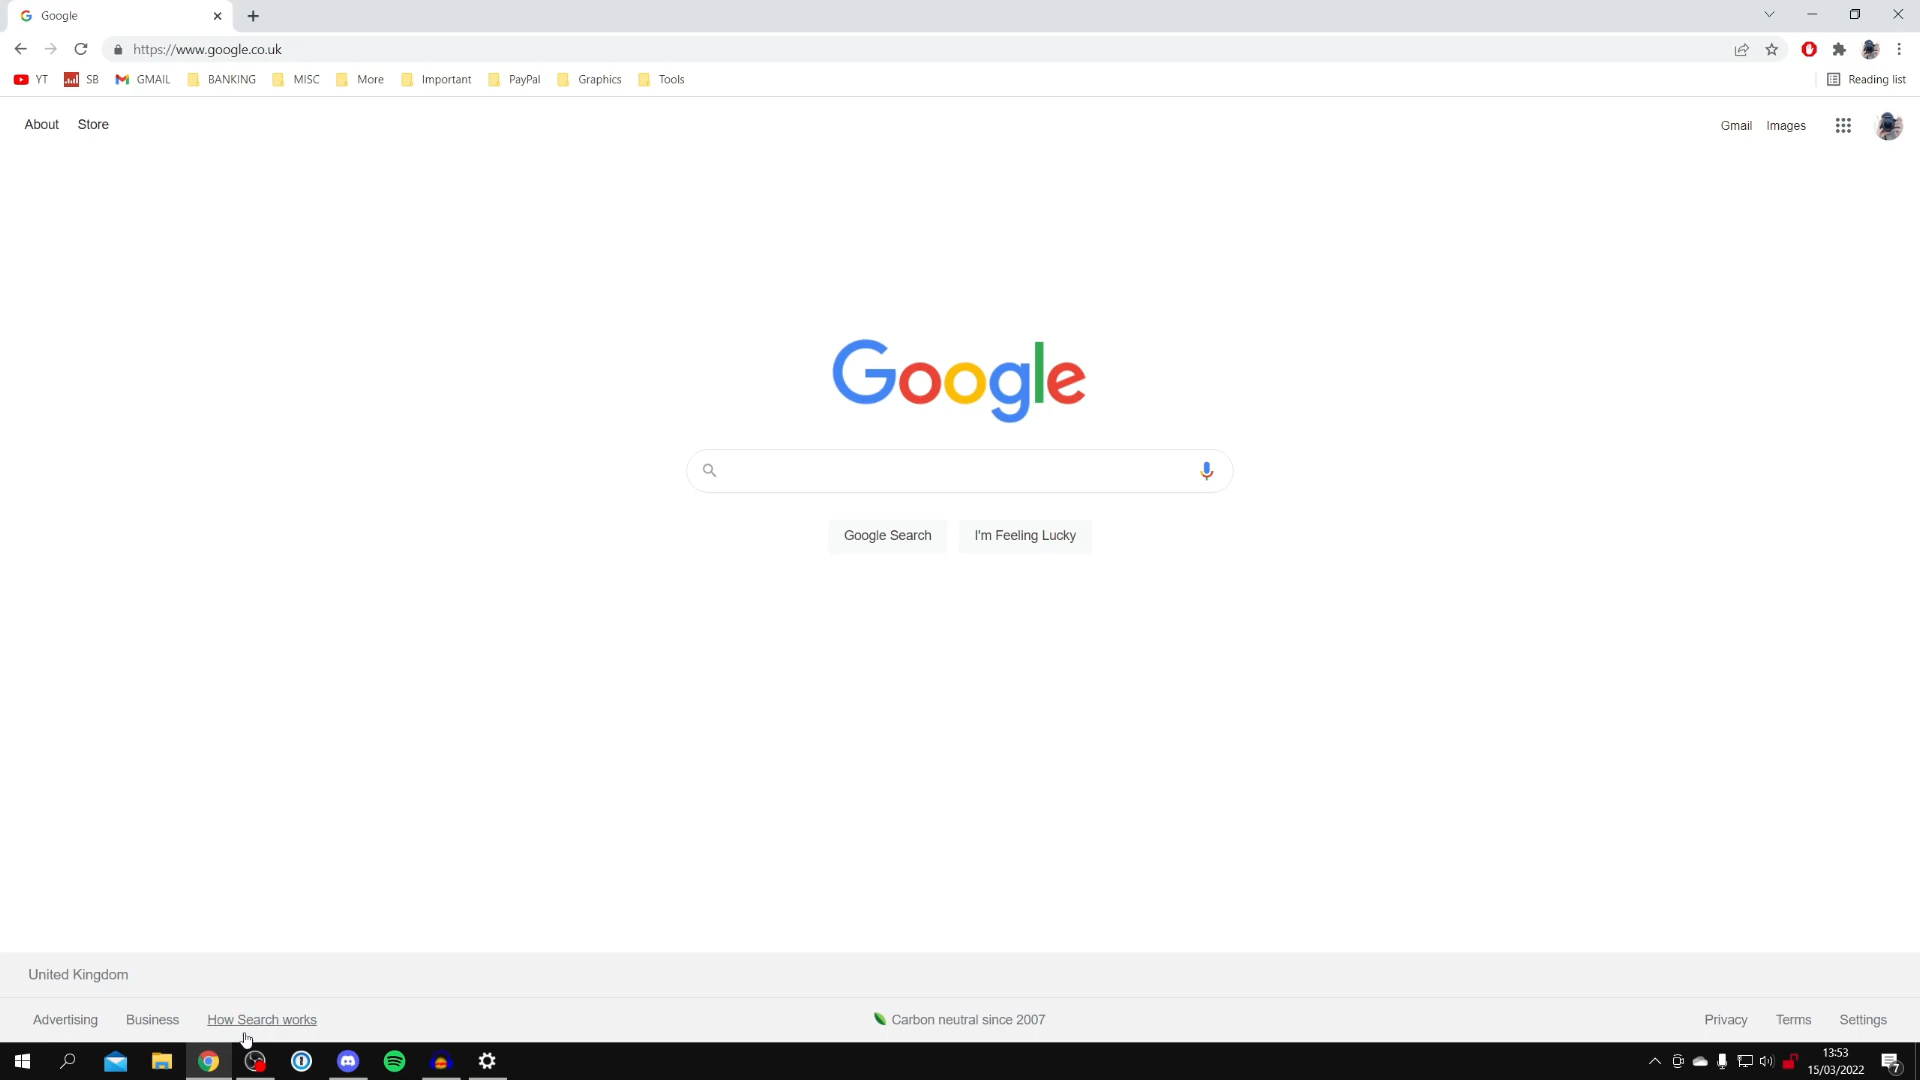 Google
https://www.google.co.uk
YT SB GMAIL BANKING MISC More Important PayPal Graphics Tools Reading list
About Store Gmail Images
Google
Google Search I'm Feeling Lucky
United Kingdom
Advertising Business How Search works Carbon neutral since 2007 Privacy Terms Settings
13:53
15/03/2022
7